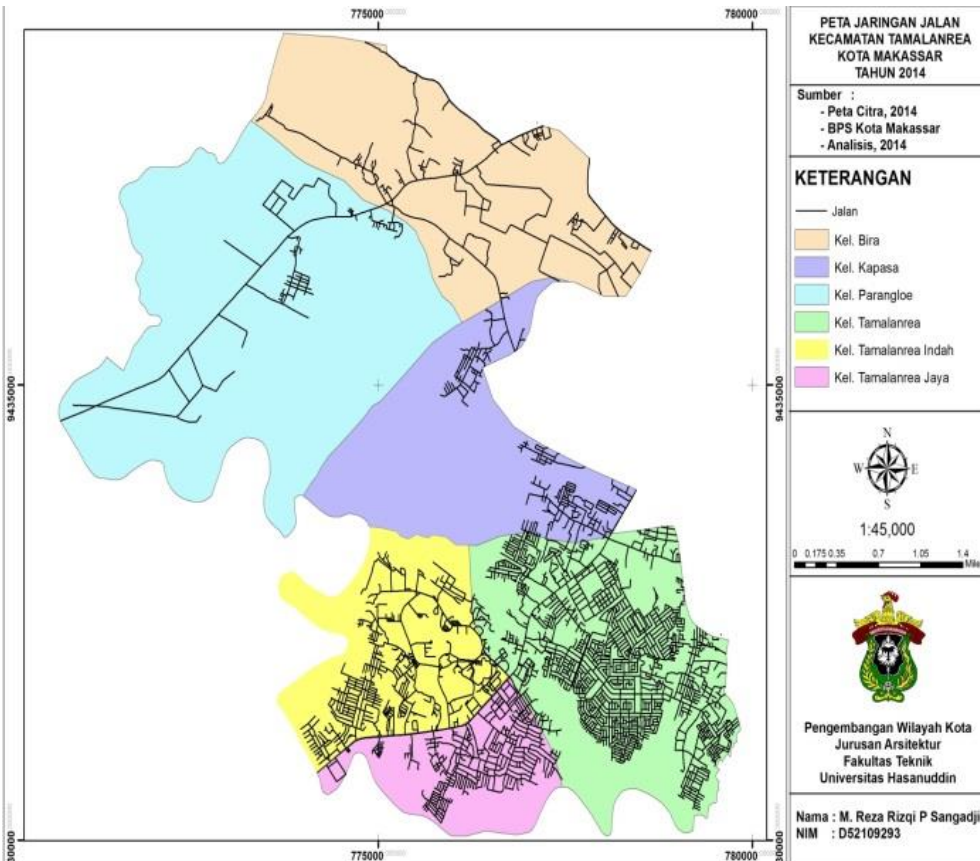 775000
780000
PETA JARINGAN JALAN
KECAMATAN TAMALANREA
KOTA MAKASSAR
TAHUN 2014
Sumber :
- Peta Citra, 2014
- BPS Kota Makassar
- Analisis, 2014
KETERANGAN
Jalan
Kel. Bira
Kel. Kapasa
Kel. Parangloe
Kel. Tamalanrea
Kel. Tamalanrea Indah
Kel. Tamalanrea Jaya
9435000
9435000
N
W E
S
1:45,000
0 0.175 0.35 0.7 1.05 1.4
Mile
Pengembangan Wilayah Kota
Jurusan Arsitektur
Fakultas Teknik
Universitas Hasanuddin
Nama : M. Reza Rizqi P Sangadji
NIM : D52109293
775000
780000